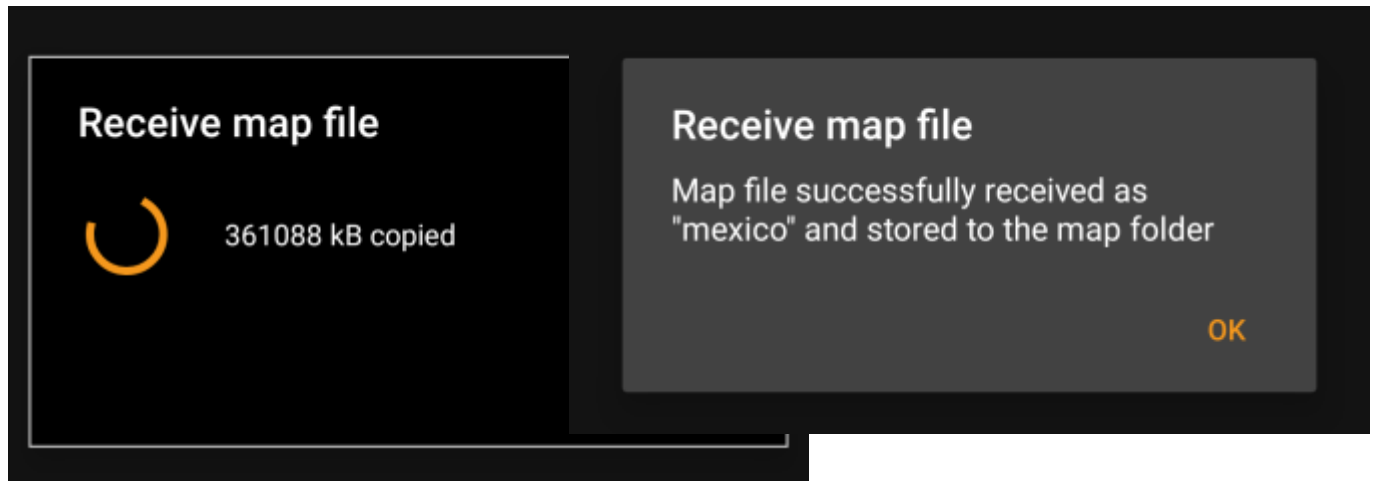 Receive map file
361088 kB copied
Receive map file
Map file successfully received as
"mexico" and stored to the map folder
OK